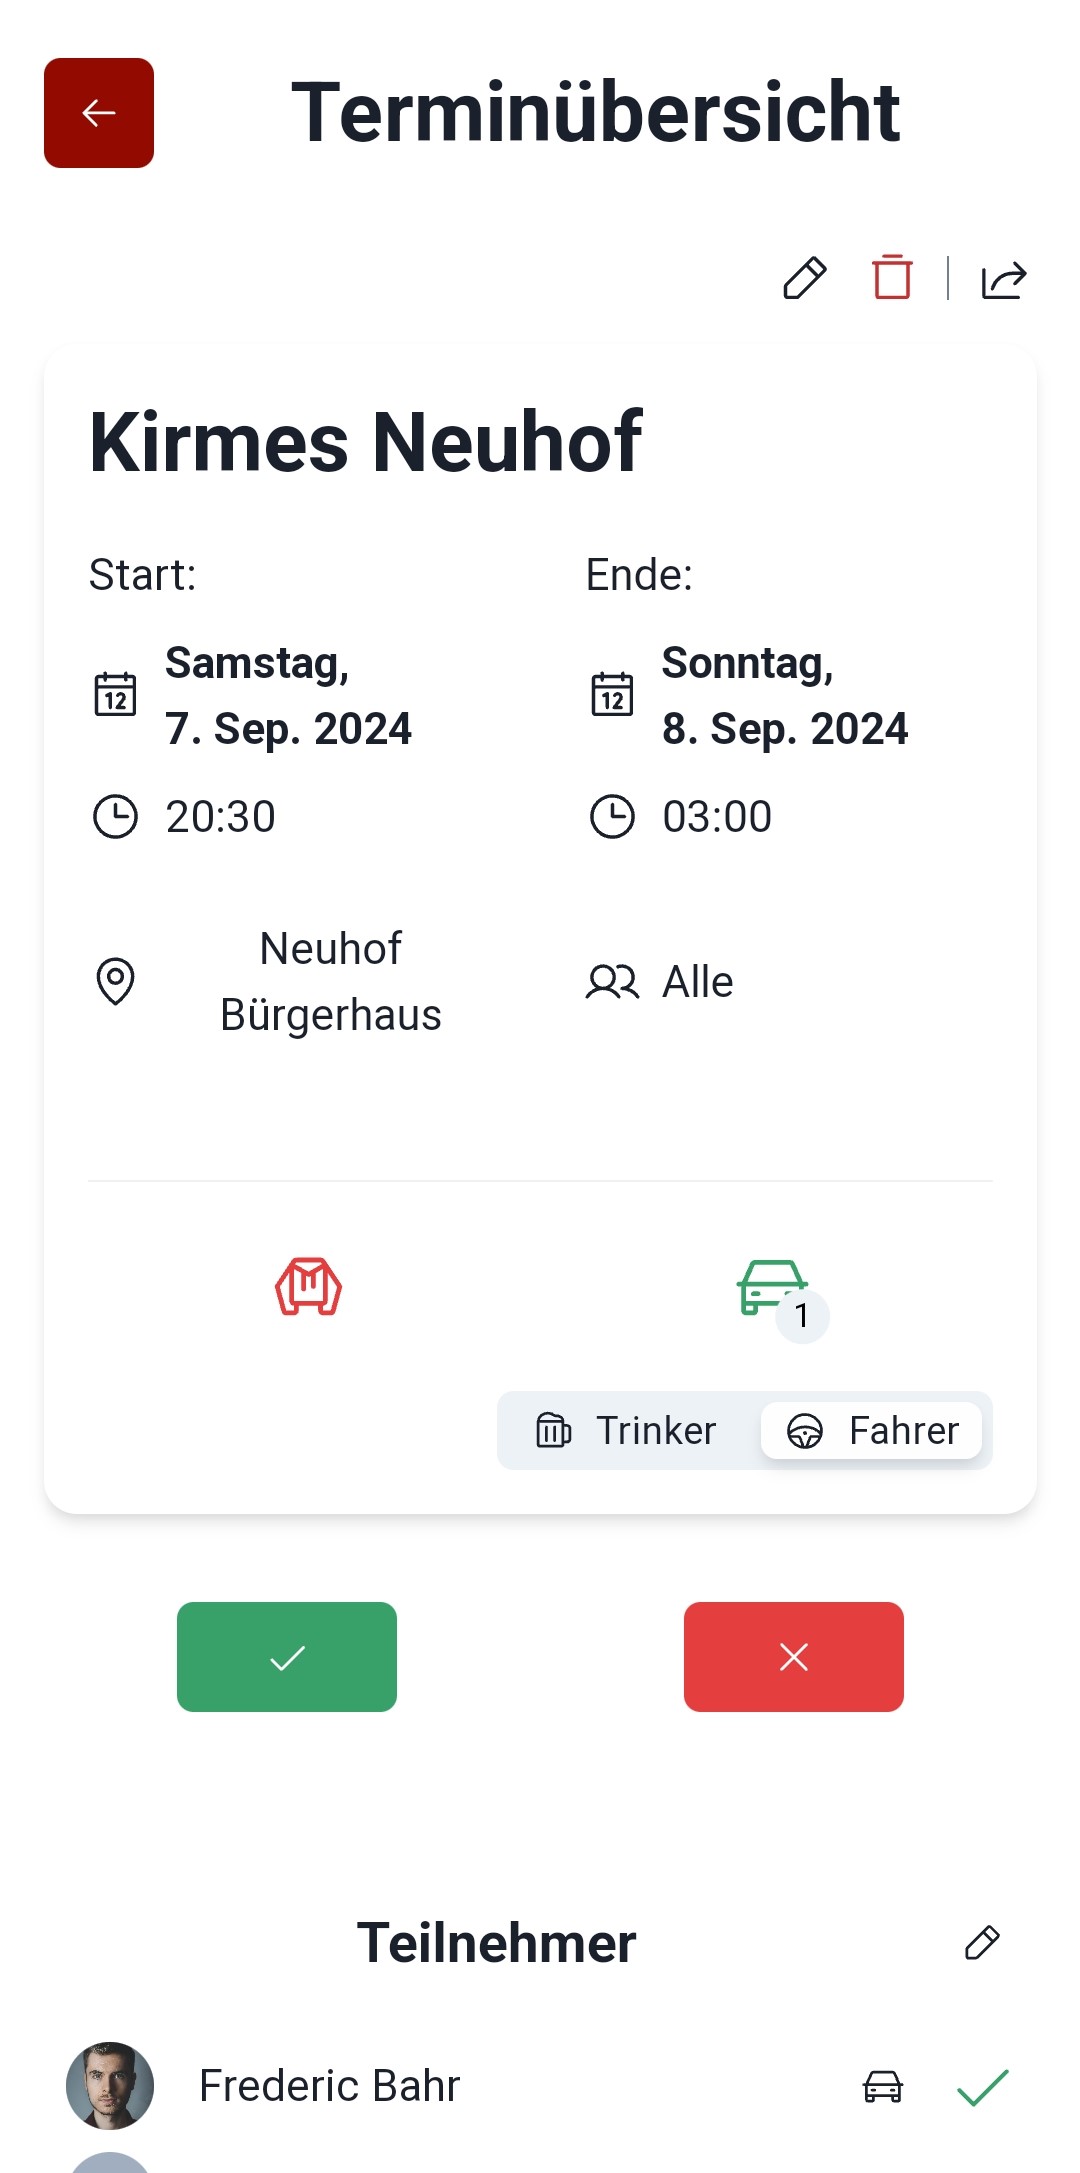 Terminübersicht
Kirmes Neuhof
Start:
Ende:
12
Samstag,
7. Sep. 2024
12
Sonntag,
8. Sep. 2024
20:30
03:00
Neuhof
Bürgerhaus
Alle
1
Trinker
Fahrer
Teilnehmer
Frederic Bahr